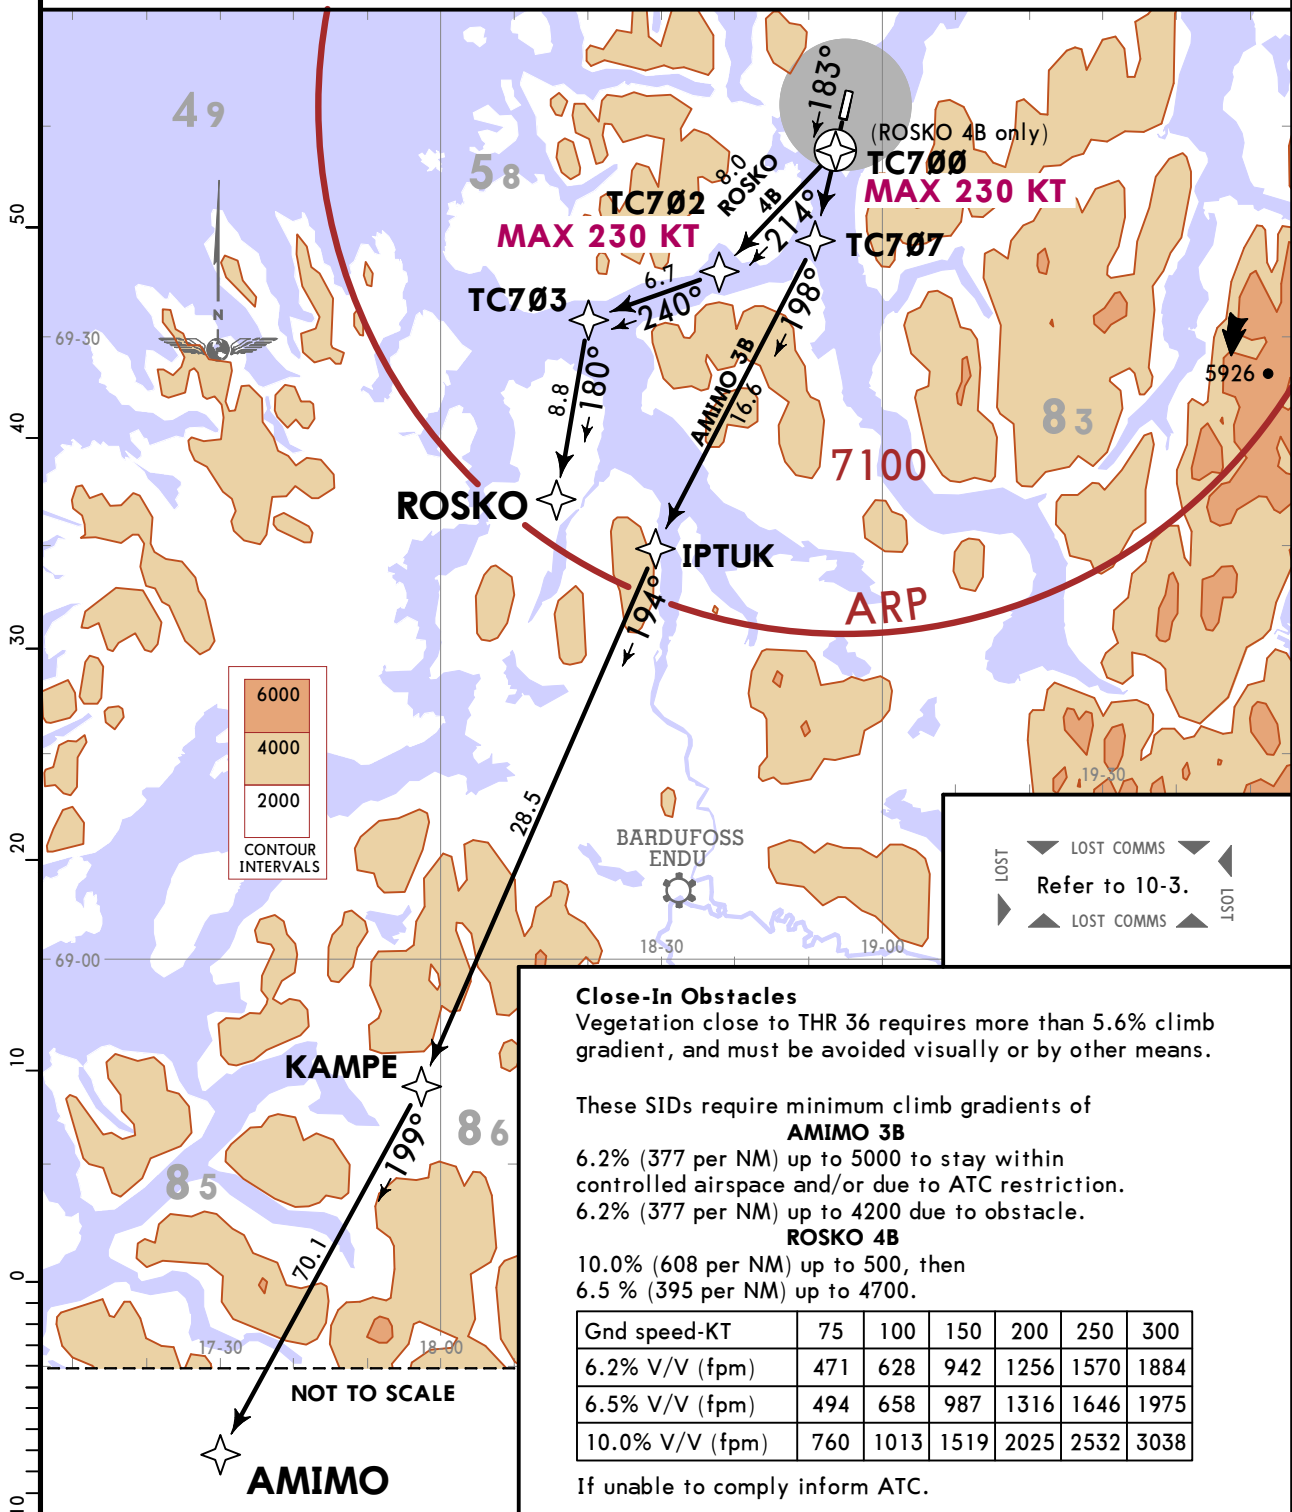 183°
49
(ROSKO 4B only)
TC7Ø0
MAX 230 KT
58
8.0
ROSKO
4B
TC7Ø2
MAX 230 KT
214°
TC7Ø7
50
6.7
240°
TC7Ø3
198°
N
69-30
180°
8.8
AMIMO 3B
16.6
5926
83
40
7100
ROSKO
IPTUK
194°
ARP
30
6000
4000
2000
CONTOUR
INTERVALS
28.5
19-30
20
BARDUFOSS
ENDU
LOST COMMS
LOST
Refer to 10-3.
LOST
LOST COMMS
18-30
19-00
69-00
10
KAMPE
86
199°
85
70.1
0
17-30
18-00
NOT TO SCALE
AMIMO
10
Close-In Obstacles
Vegetation close to THR 36 requires more than 5.6% climb
gradient, and must be avoided visually or by other means.
These SIDs require minimum climb gradients of
AMIMO 3B
6.2% (377 per NM) up to 5000 to stay within
controlled airspace and/or due to ATC restriction.
6.2% (377 per NM) up to 4200 due to obstacle.
ROSKO 4B
10.0% (608 per NM) up to 500, then
6.5 % (395 per NM) up to 4700.
Gnd speed-KT 75 100 150 200 250 300
6.2% V/V (fpm) 471 628 942 1256 1570 1884
6.5% V/V (fpm) 494 658 987 1316 1646 1975
10.0% V/V (fpm) 760 1013 1519 2025 2532 3038
If unable to comply inform ATC.